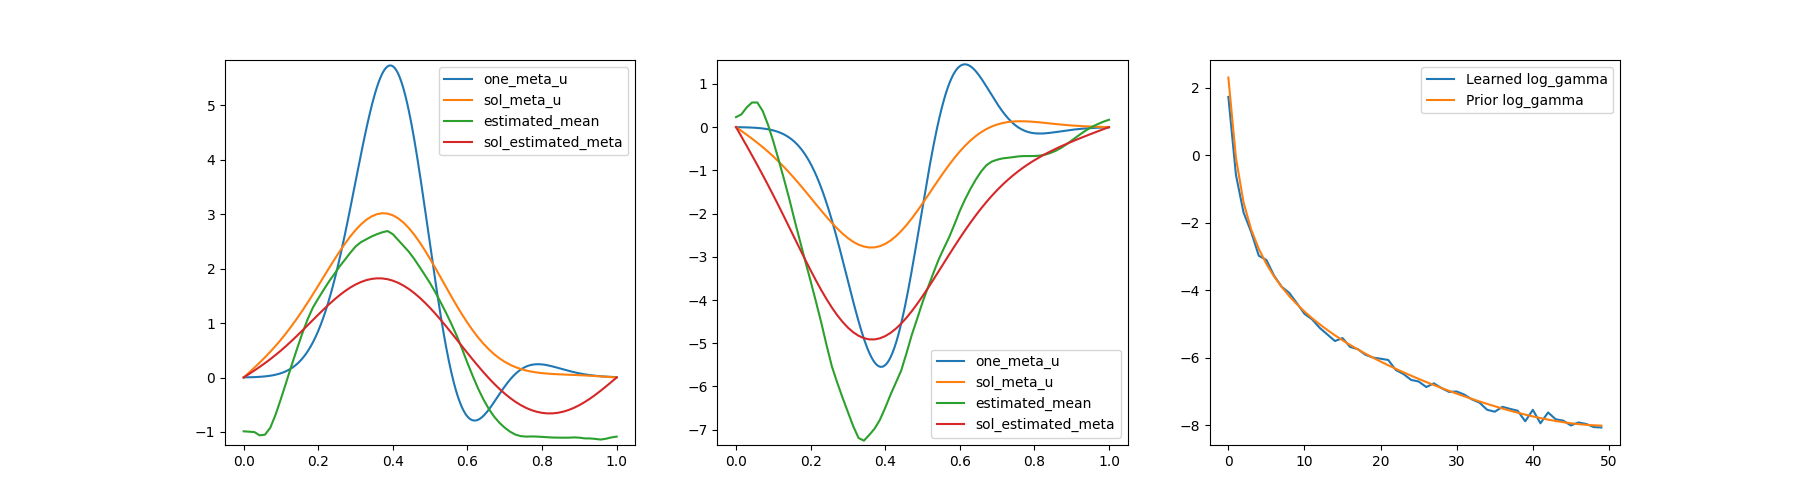 one_meta_u
sol_meta_u
estimated_mean
sol_estimated_meta
5
4
3
2
1
0
−1
0.0 0.2 0.4 0.6 0.8 1.0
1
0
−1
−2
−3
−4
−5
−6
−7
one_meta_u
sol_meta_u
estimated_mean
sol_estimated_meta
0.0 0.2 0.4 0.6 0.8 1.0
Learned log_gamma
Prior log_gamma
2
0
−2
−4
−6
−8
0 10 20 30 40 50